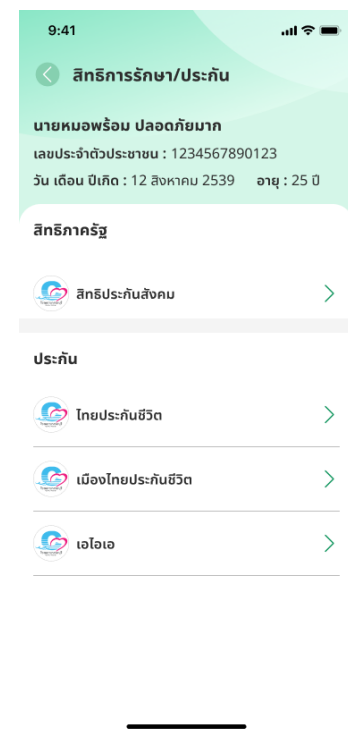 9:41
สิทธิการรักษา/ประกัน
นายหมอพร้อม ปลอดภัยมาก
เลขประจำตัวประชาชน : 1234567890123
วัน เดือน ปีเกิด : 12 สิงหาคม 2539 อายุ : 25 ปี
สิทธิภาครัฐ
สิทธิประกันสังคม
ประกัน
ไทยประกันชีวิต
เมืองไทยประกันชีวิต
เอไอเอ